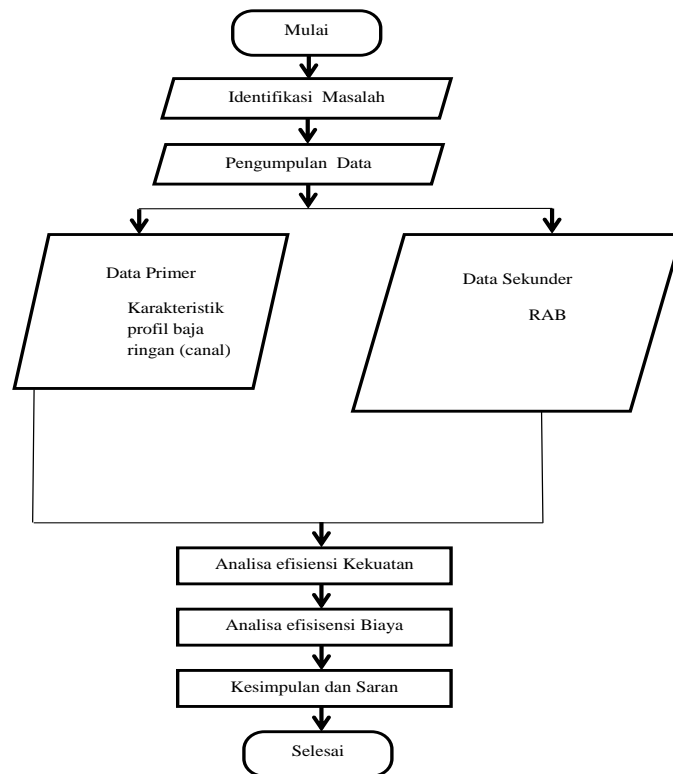 Mulai
Identifikasi Masalah
Pengumpulan Data
Data Primer
Karakteristik
profil baja
ringan (canal)
Data Sekunder
RAB
Analisa efisiensi Kekuatan
Analisa efisisensi Biaya
Kesimpulan dan Saran
Selesai